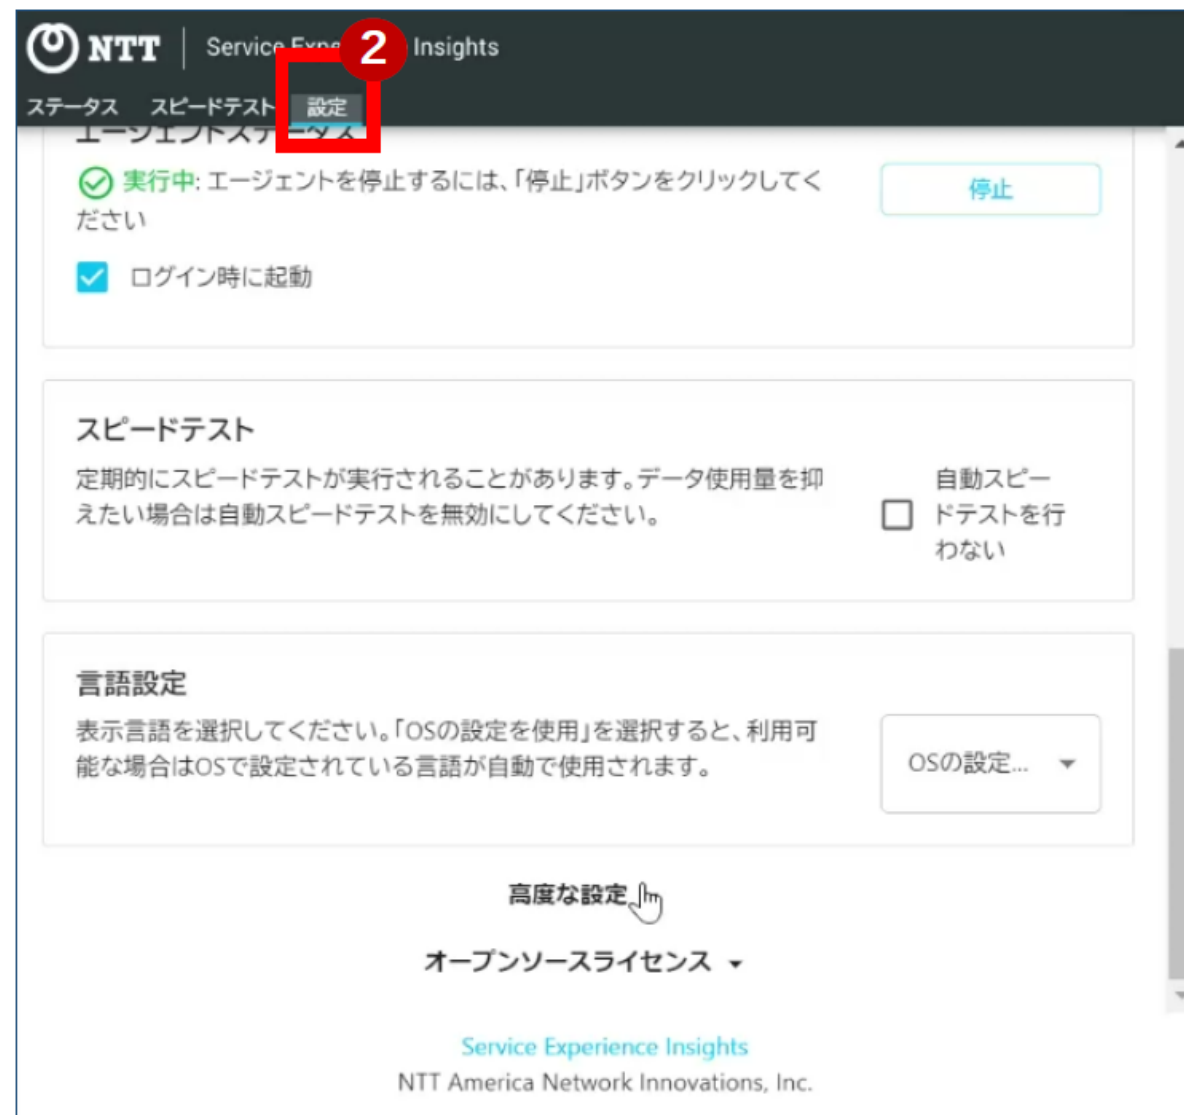 NTT Service Expe Insights
2
ステータス スピードテスト 設定
エージェントステータス
実行中: エージェントを停止するには、「停止」ボタンをクリックしてく
ださい
停止
ログイン時に起動
スピードテスト
定期的にスピードテストが実行されることがあります。データ使用量を抑
えたい場合は自動スピードテストを無効にしてください。
自動スピー
ドテストを行
わない
言語設定
表示言語を選択してください。「OSの設定を使用」を選択すると、利用可
能な場合はOSで設定されている言語が自動で使用されます。
OSの設定...
高度な設定
オープンソースライセンス
Service Experience Insights
NTT America Network Innovations, Inc.